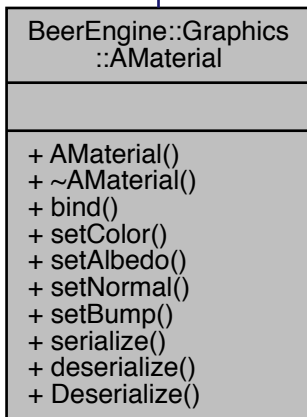 BeerEngine::Graphics
::AMaterial
+ AMaterial()
+ ~AMaterial()
+ bind()
+ setColor()
+ setAlbedo()
+ setNormal()
+ setBump()
+ serialize()
+ deserialize()
+ Deserialize()